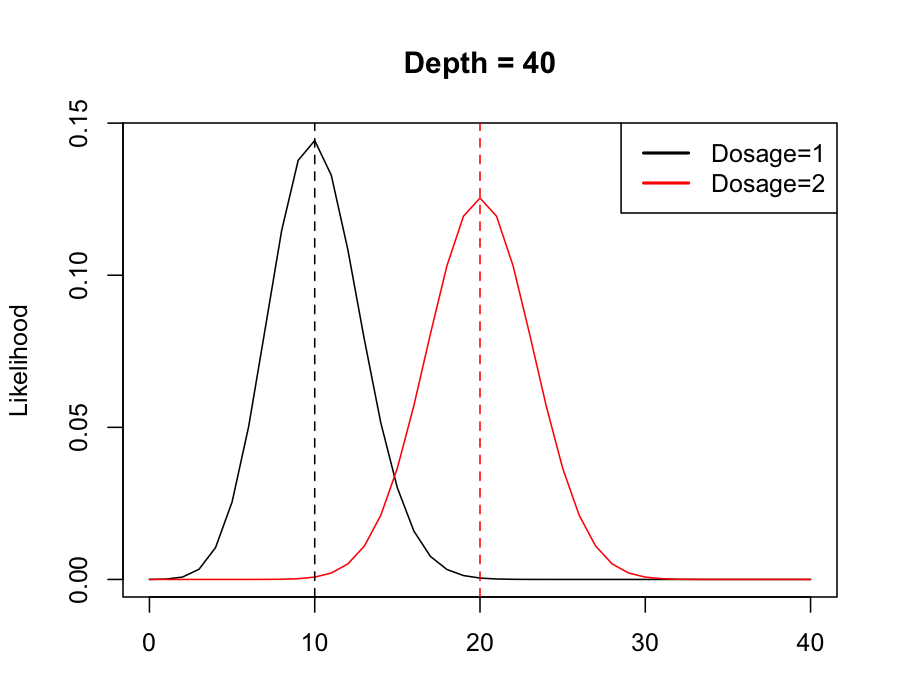 Depth = 40
Dosage=1
Dosage=2
Likelihood
0.15
0.10
0.05
0.00
0 10 20 30 40